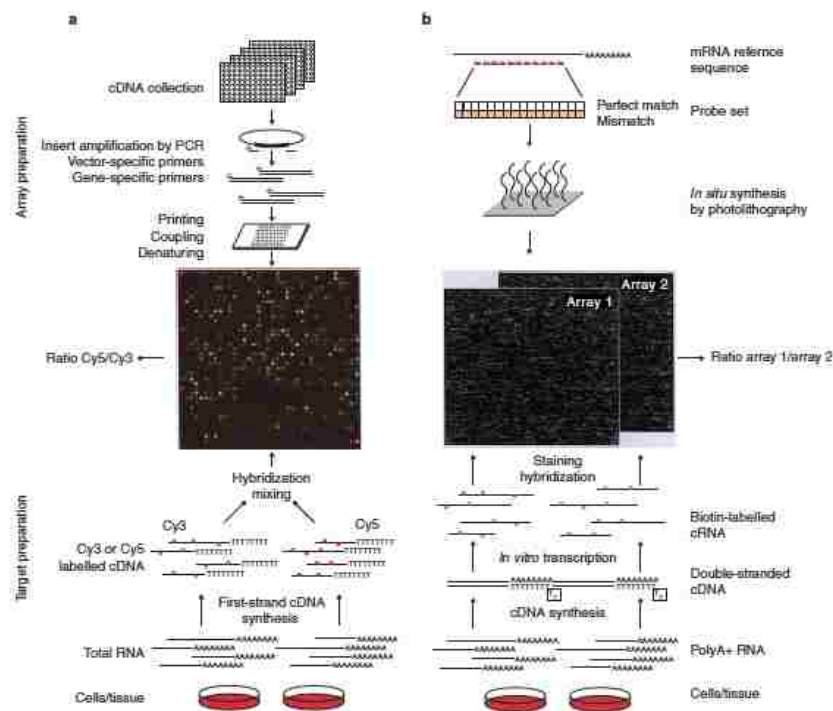 a
cDNA collection
Insert amplification by PCR
Vector-specific primers
Gene-specific primers
Printing
Coupling
Denaturing
Array preparation
Ratio Cy5/Cy3
Hybridization
mixing
Cy3
Cy5
Cy3 or Cy5
labelled cDNA
First-strand cDNA
synthesis
Total RNA
Cells/tissue
Target preparation
b
mRNA refernce
sequence
Perfect match
Mismatch
Probe set
In situ synthesis
by photolithography
Array 2
Array 1
Ratio array 1/array 2
Staining
hybridization
Biotin-labelled
cRNA
In vitro transcription
Double-stranded
cDNA
cDNA synthesis
PolyA+ RNA
Cells/tissue